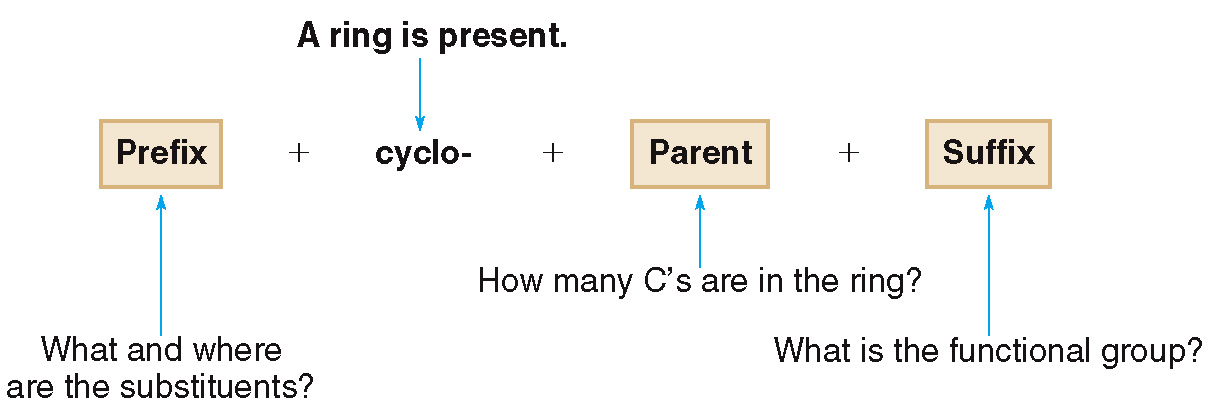 A ring is present.
Prefix + cyclo- + Parent + Suffix
How many C’s are in the ring?
What and where
are the substituents?
What is the functional group?